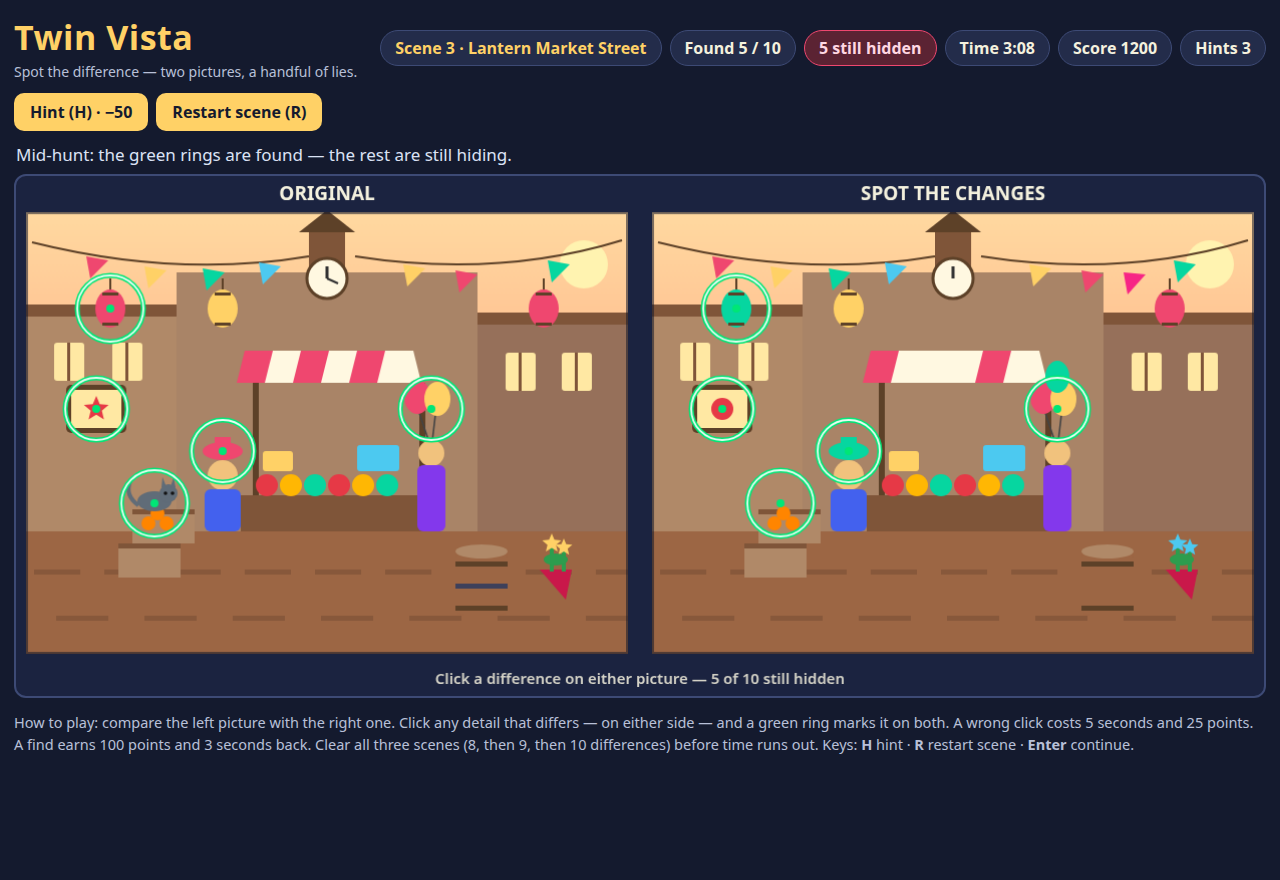 Twin Vista
Spot the difference — two pictures, a handful of lies.
Scene 3 · Lantern Market Street
Found 5 / 10
5 still hidden
Time 3:08
Score 1200
Hints 3
Hint (H) · −50
Restart scene (R)
Mid-hunt: the green rings are found — the rest are still hiding.
ORIGINAL
SPOT THE CHANGES
Click a difference on either picture — 5 of 10 still hidden
How to play: compare the left picture with the right one. Click any detail that differs — on either side — and a green ring marks it on both. A wrong click costs 5 seconds and 25 points.
A find earns 100 points and 3 seconds back. Clear all three scenes (8, then 9, then 10 differences) before time runs out. Keys: H hint · R restart scene · Enter continue.